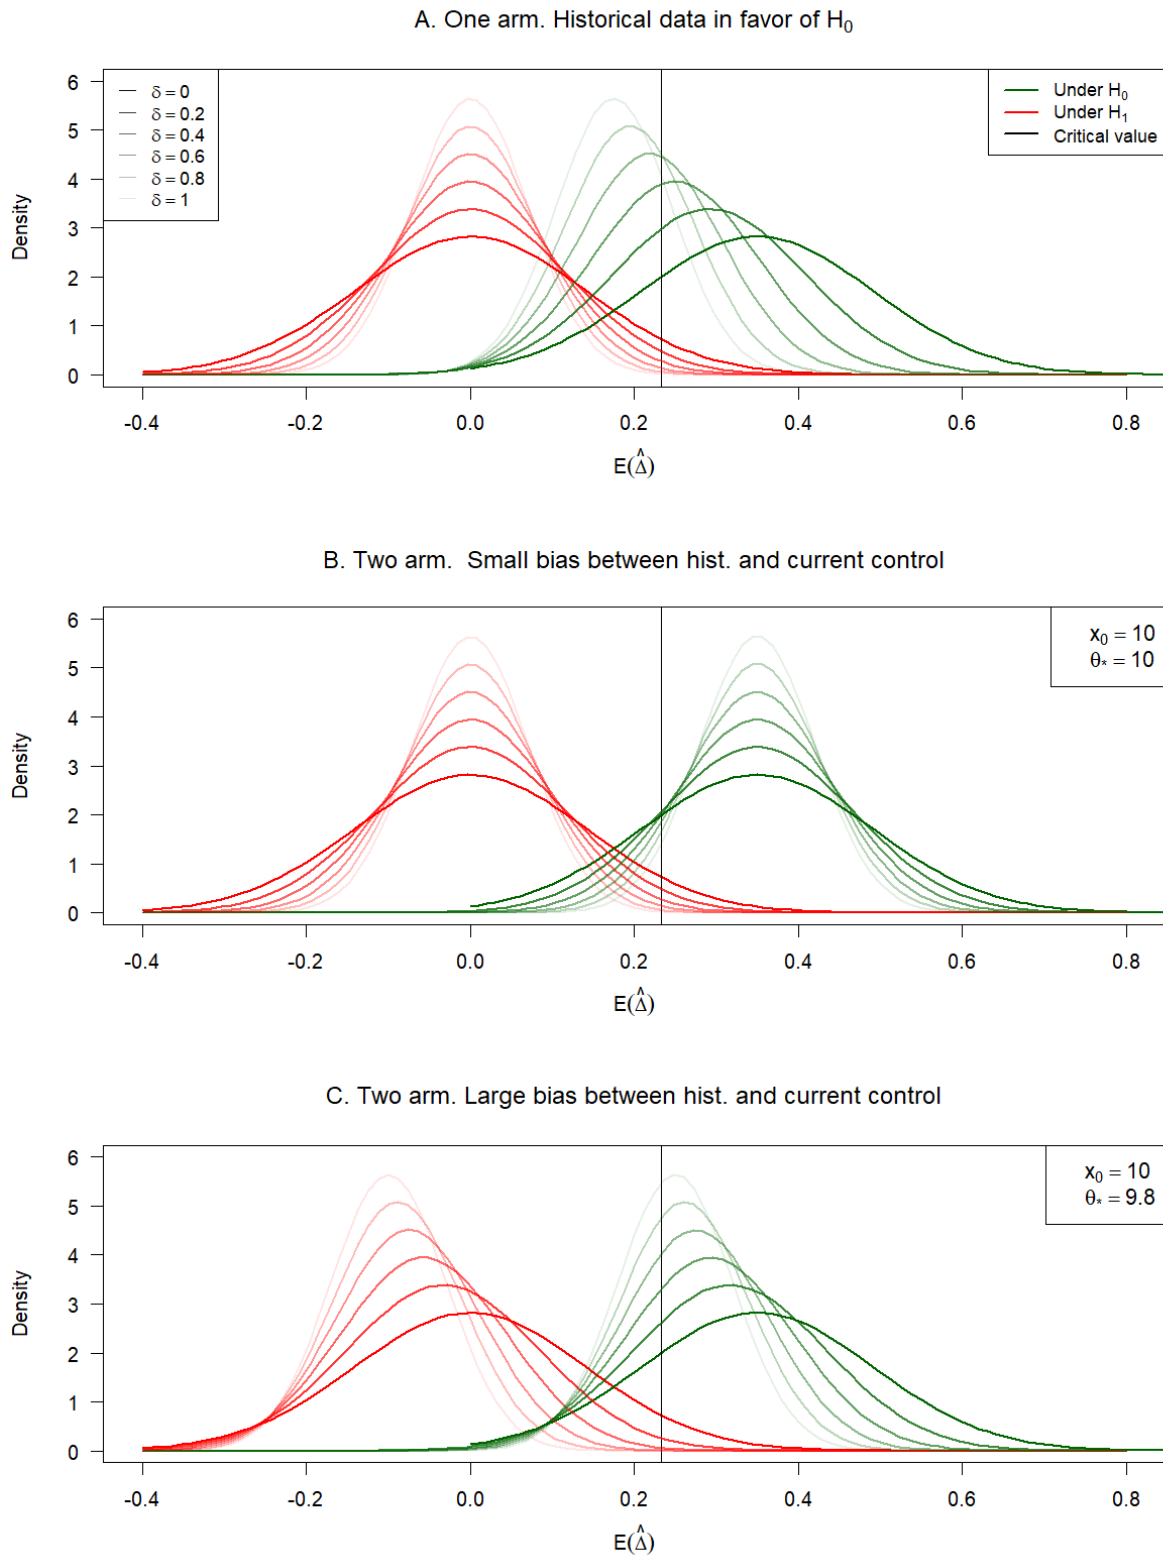 A. One arm. Historical data in favor of H₀
δ = 0
δ = 0.2
δ = 0.4
δ = 0.6
δ = 0.8
δ = 1
Under H₀
Under H₁
Critical value
Density
6
5
4
3
2
1
0
-0.4 -0.2 0.0 0.2 0.4 0.6 0.8
E(Δ̂)
B. Two arm.  Small bias between hist. and current control
x₀ = 10
θ* = 10
Density
6
5
4
3
2
1
0
-0.4 -0.2 0.0 0.2 0.4 0.6 0.8
E(Δ̂)
C. Two arm. Large bias between hist. and current control
x₀ = 10
θ* = 9.8
Density
6
5
4
3
2
1
0
-0.4 -0.2 0.0 0.2 0.4 0.6 0.8
E(Δ̂)